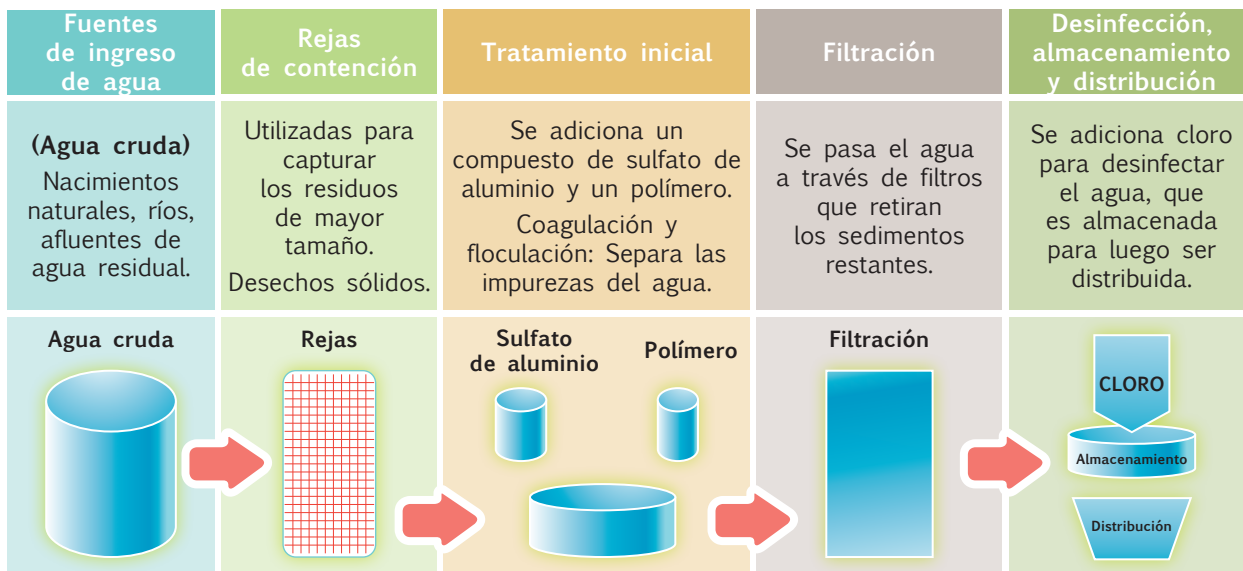 Fuentes
de ingreso
de agua
Rejas
de contención
Tratamiento inicial
Filtración
Desinfección,
almacenamiento
y distribución
(Agua cruda)
Nacimientos
naturales, ríos,
afluentes de
agua residual.
Utilizadas para
capturar
los residuos
de mayor
tamaño.
Desechos sólidos.
Se adiciona un
compuesto de sulfato de
aluminio y un polímero.
Coagulación y
floculación: Separa las
impurezas del agua.
Se pasa el agua
a través de filtros
que retiran
los sedimentos
restantes.
Se adiciona cloro
para desinfectar
el agua, que
es almacenada
para luego ser
distribuida.
Agua cruda
Rejas
Sulfato
de aluminio
Polímero
Filtración
CLORO
Almacenamiento
Distribución